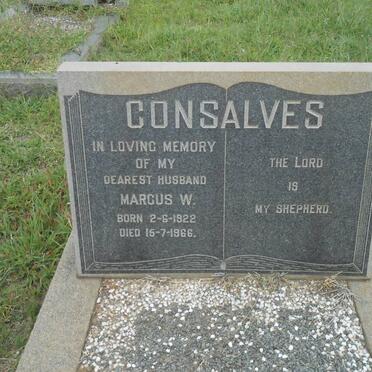 CONSALVES
IN LOVING MEMORY
OF MY
DEAREST HUSBAND
MARCUS W.
BORN 2-6-1922
DIED 15-7-1966.
THE LORD
IS
MY SHEPHERD.